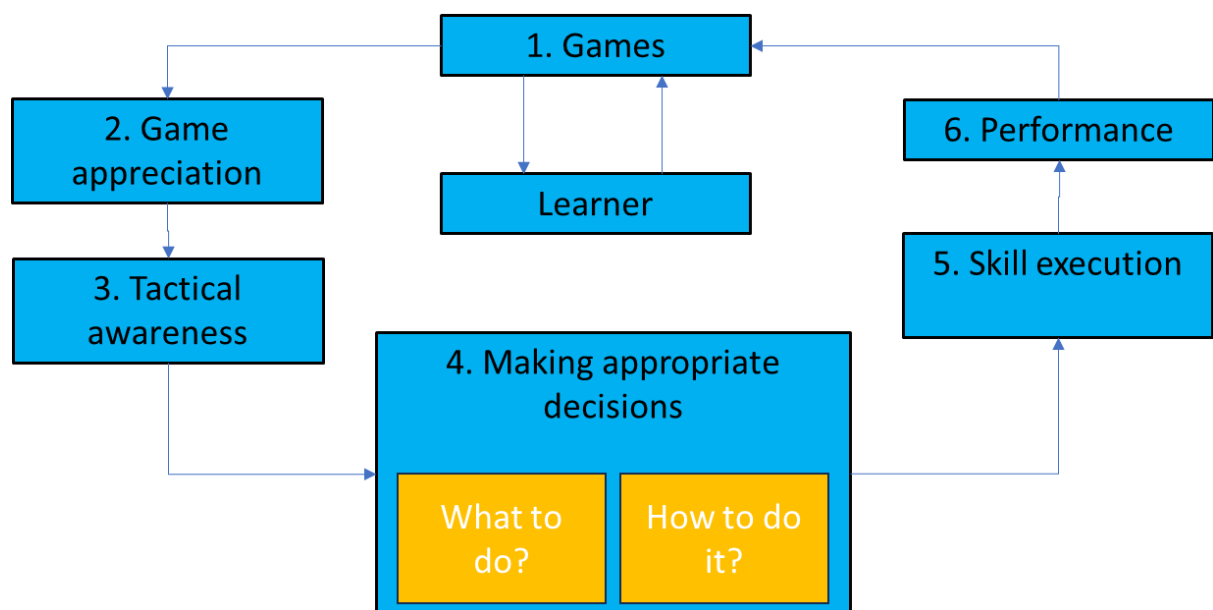 1. Games
2. Game
appreciation
6. Performance
Learner
3. Tactical
awareness
5. Skill execution
4. Making appropriate
decisions
What to
do?
How to do
it?